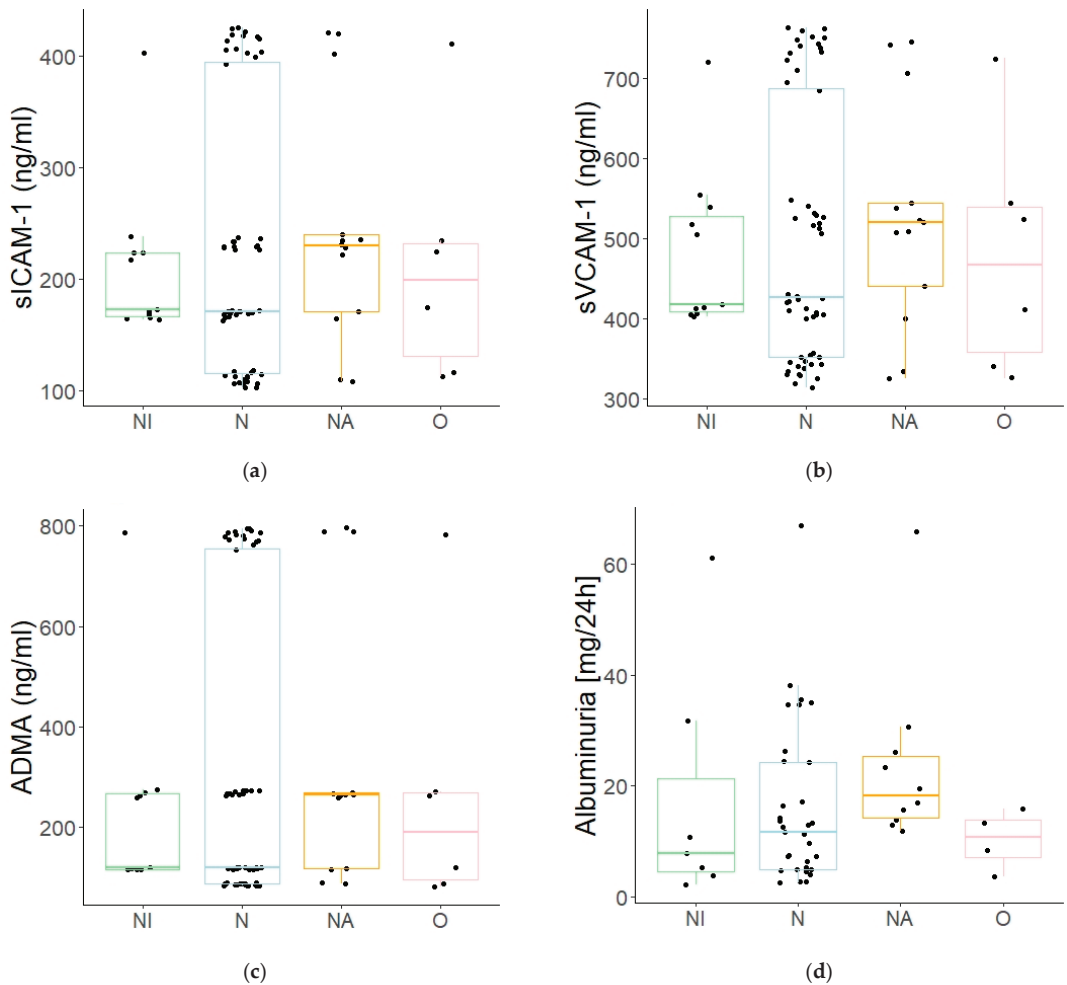 sICAM-1 (ng/ml)
400
300
200
100
NI N NA O
(a)
sVCAM-1 (ng/ml)
700
600
500
400
300
NI N NA O
(b)
ADMA (ng/ml)
800
600
400
200
NI N NA O
(c)
Albuminuria [mg/24h]
60
40
20
0
NI N NA O
(d)